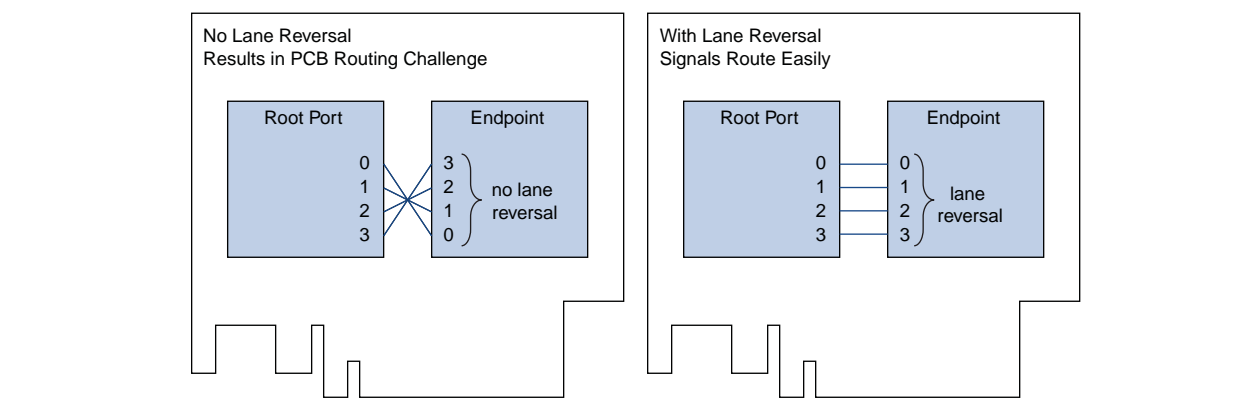 No Lane Reversal
Results in PCB Routing Challenge
Root Port
Endpoint
0
1
2
3
3
2
1
0
no lane
reversal
With Lane Reversal
Signals Route Easily
Root Port
Endpoint
0
1
2
3
0
1
2
3
lane
reversal